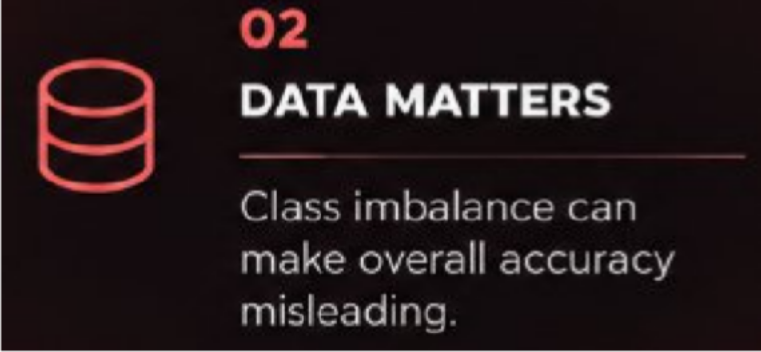 02
DATA MATTERS
Class imbalance can
make overall accuracy
misleading.